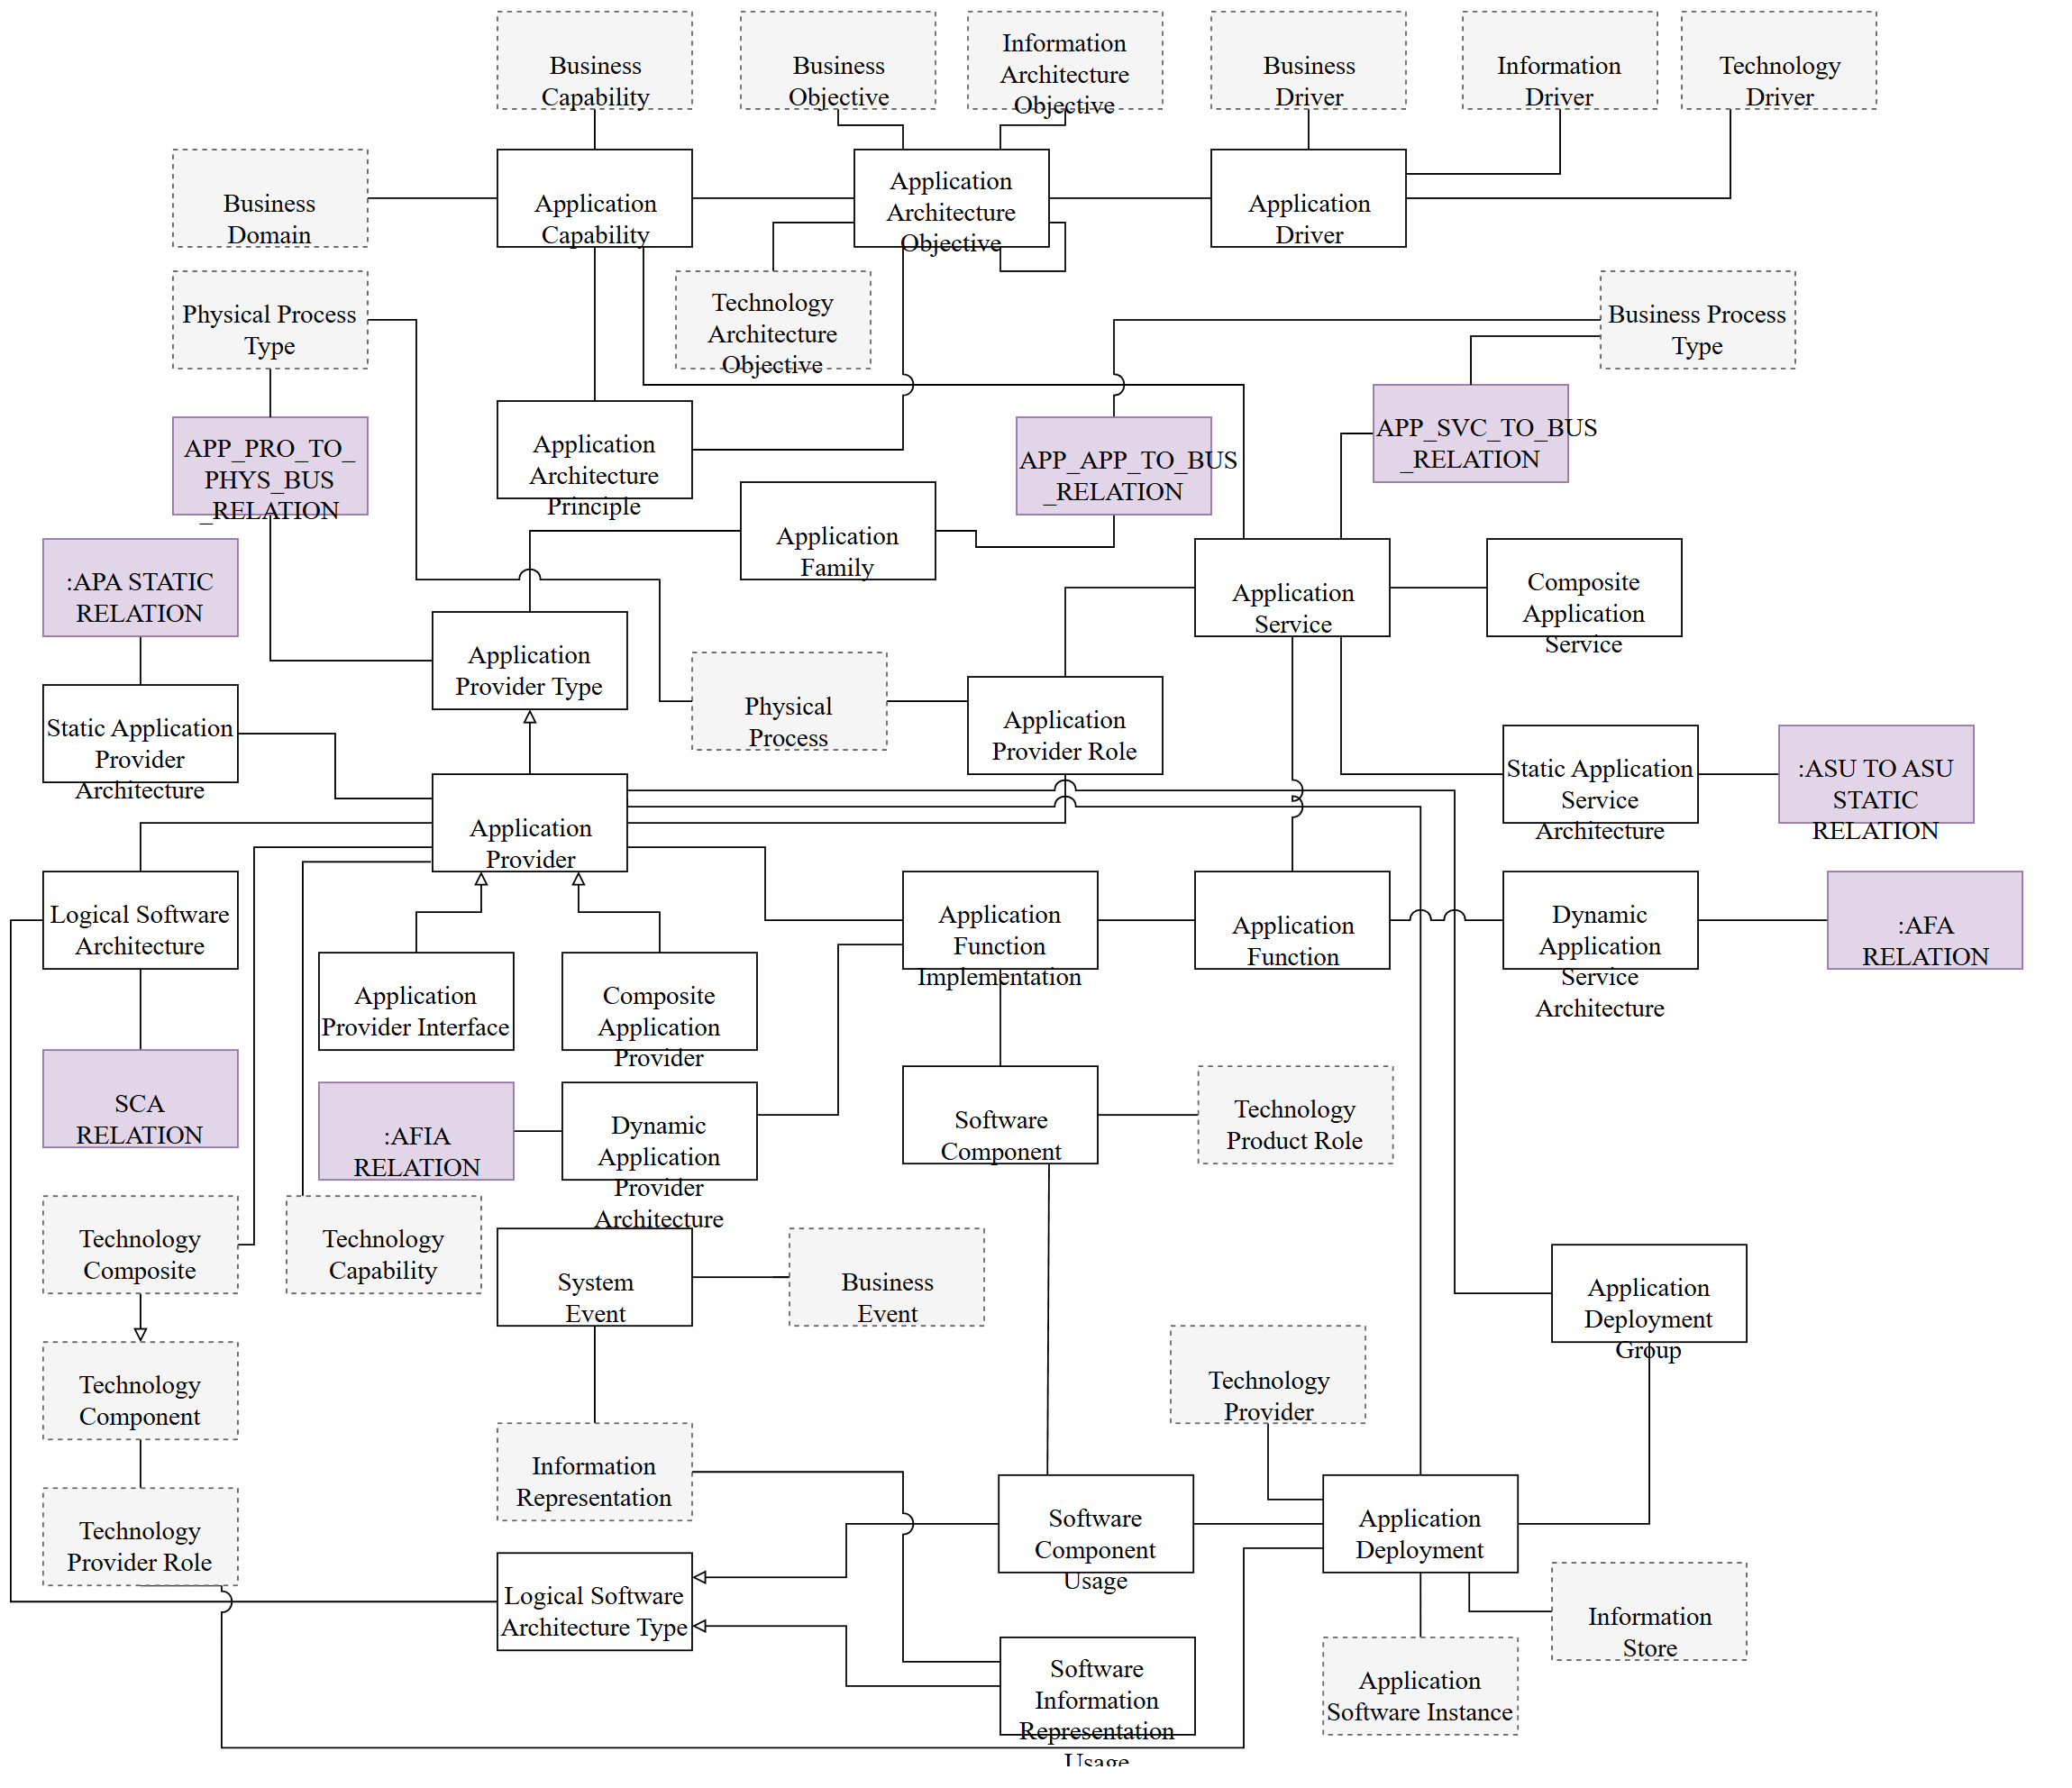 Business
Capability
Business
Objective
Information
Architecture
Objective
Business
Driver
Information
Driver
Technology
Driver
Business
Domain
Application
Capability
Application
Architecture
Objective
Application
Driver
Physical Process
Type
Technology
Architecture
Objective
Business Process
Type
APP_PRO_TO_
PHYS_BUS
_RELATION
Application
Architecture
Principle
APP_APP_TO_BUS
_RELATION
APP_SVC_TO_BUS
_RELATION
Application
Family
:APA STATIC
RELATION
Application
Provider Type
Application
Service
Composite
Application
Service
Physical
Process
Application
Provider Role
Static Application
Provider
Architecture
Static Application
Service
Architecture
:ASU TO ASU
STATIC
RELATION
Application
Provider
Logical Software
Architecture
Application
Function
Implementation
Application
Function
Dynamic
Application
Service
Architecture
:AFA
RELATION
Application
Provider Interface
Composite
Application
Provider
SCA
RELATION
:AFIA
RELATION
Dynamic
Application
Provider
Architecture
Software
Component
Technology
Product Role
Technology
Composite
Technology
Capability
System
Event
Business
Event
Application
Deployment
Group
Technology
Component
Technology
Provider
Information
Representation
Technology
Provider Role
Software
Component
Usage
Application
Deployment
Logical Software
Architecture Type
Information
Store
Software
Information
Representation
Usage
Application
Software Instance